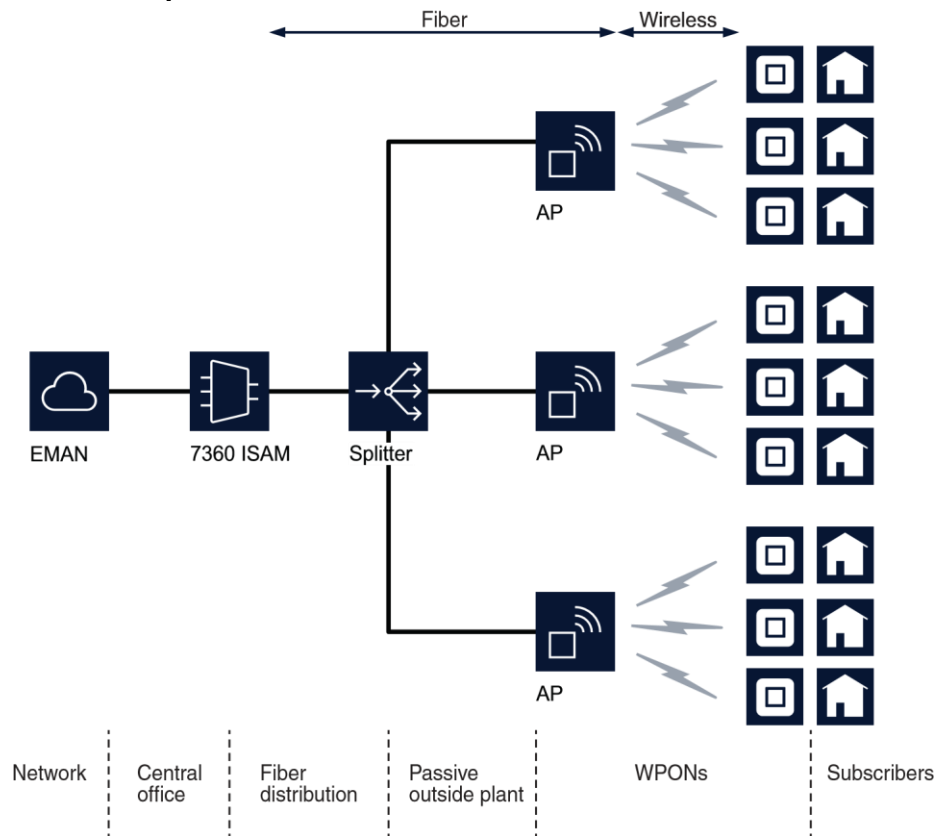 Fiber
Wireless
AP
EMAN
7360 ISAM
Splitter
AP
AP
Network
Central
office
Fiber
distribution
Passive
outside plant
WPONs
Subscribers